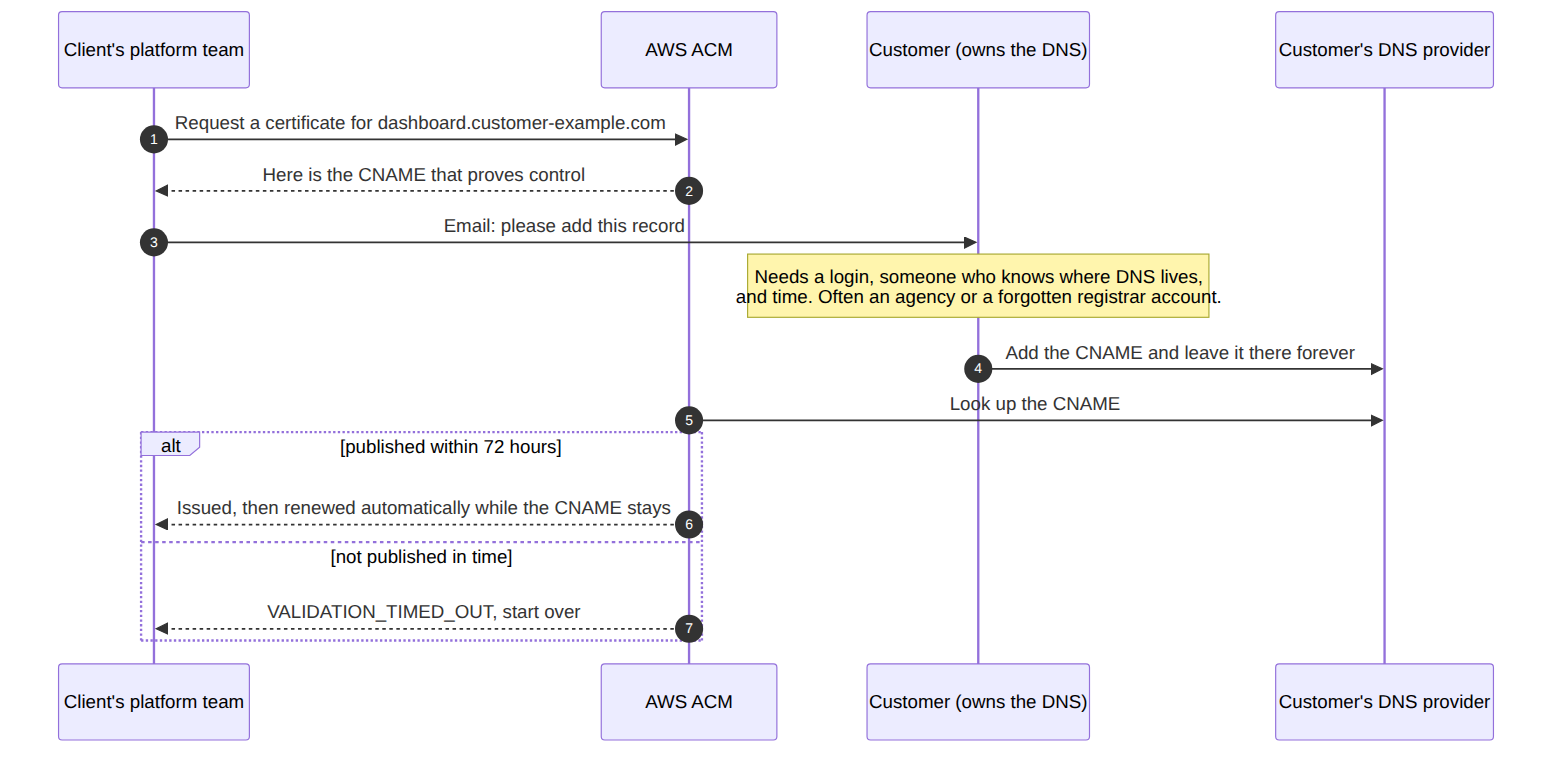 Client's platform team
AWS ACM
Customer (owns the DNS)
Customer's DNS provider
Request a certificate for dashboard.customer-example.com
1
Here is the CNAME that proves control
2
Email: please add this record
3
Needs a login, someone who knows where DNS lives,
and time. Often an agency or a forgotten registrar account.
Add the CNAME and leave it there forever
4
Look up the CNAME
5
alt
[published within 72 hours]
Issued, then renewed automatically while the CNAME stays
6
[not published in time]
VALIDATION_TIMED_OUT, start over
7
Client's platform team
AWS ACM
Customer (owns the DNS)
Customer's DNS provider